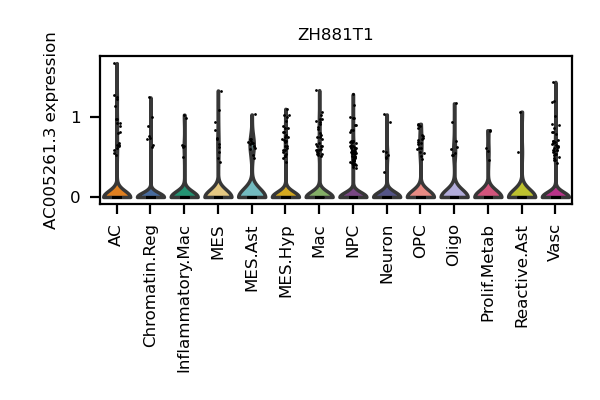 ZH881T1
AC005261.3 expression
1
0
AC
Chromatin.Reg
Inflammatory.Mac
MES
MES.Ast
MES.Hyp
Mac
NPC
Neuron
OPC
Oligo
Prolif.Metab
Reactive.Ast
Vasc